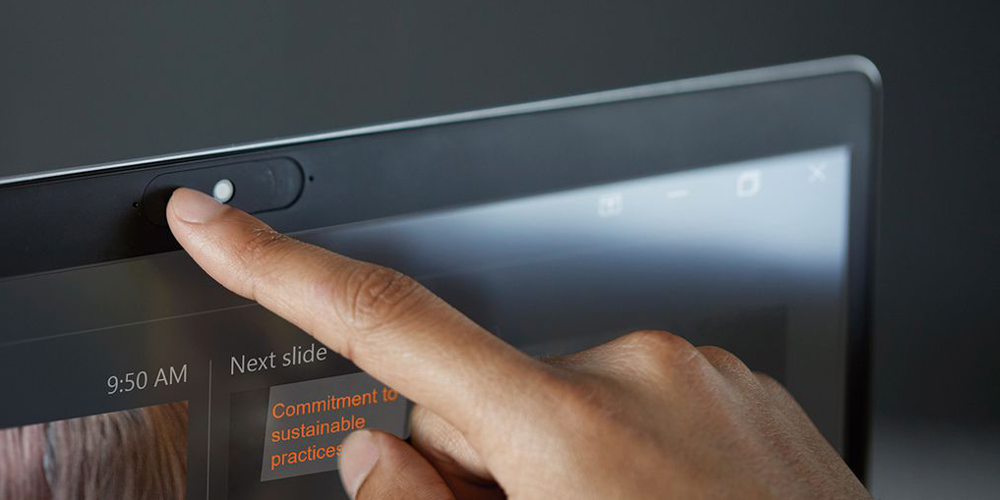 9:50 AM
Next slide
Commitment to
sustainable
practices